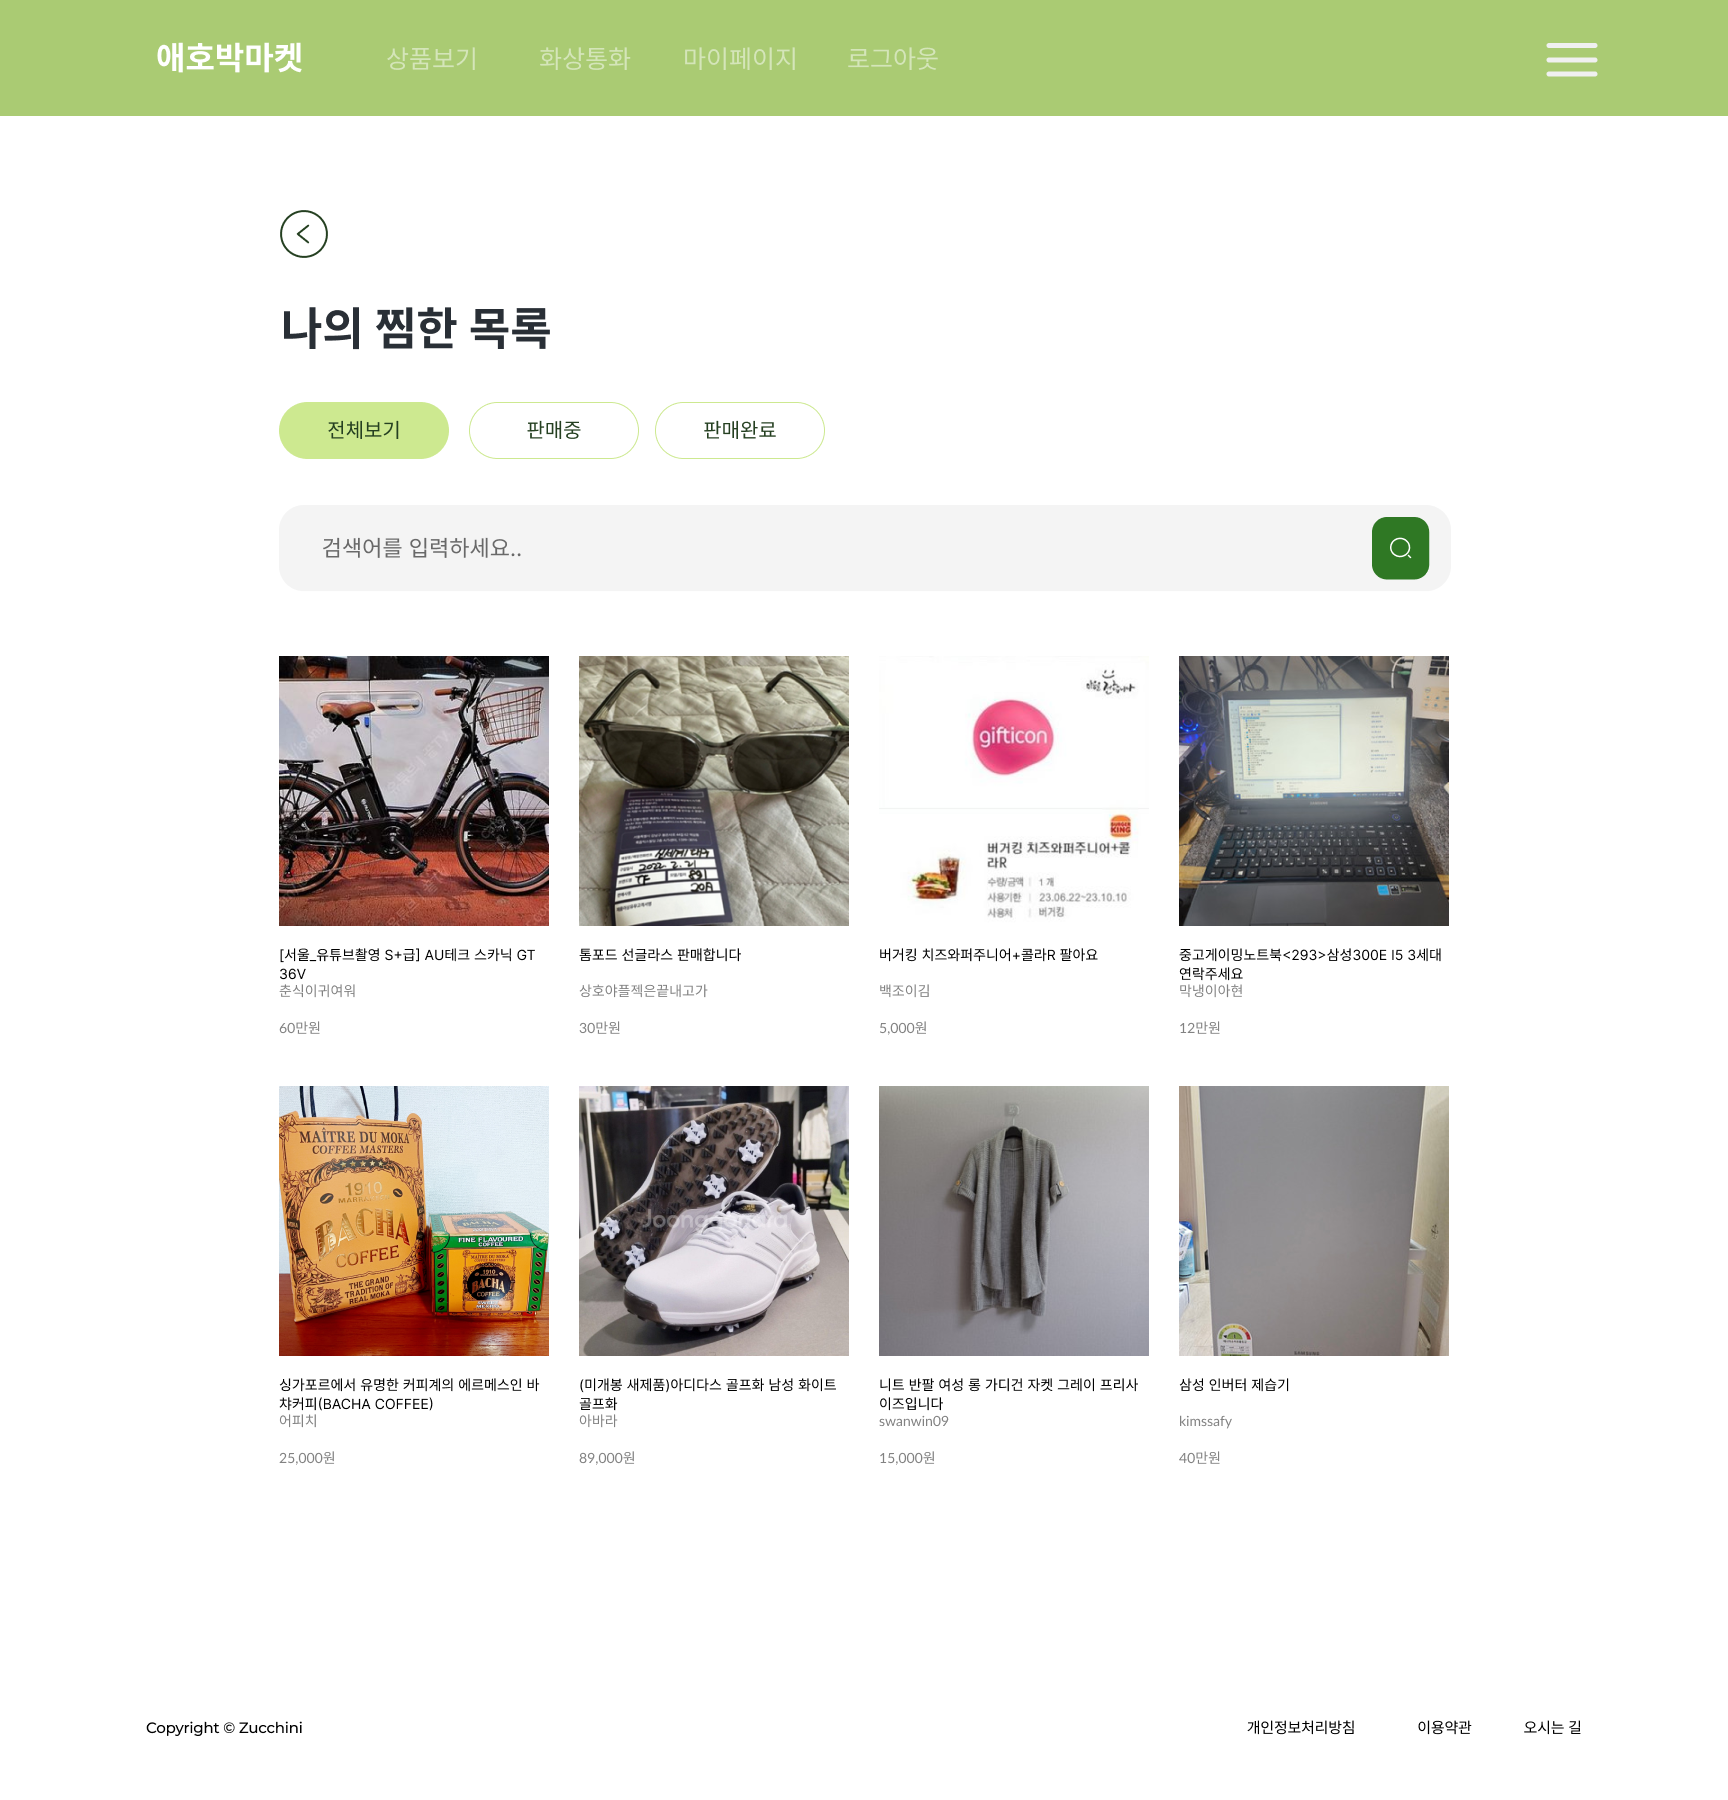 애호박마켓 상품보기 화상통화 마이페이지 로그아웃
나의 찜한 목록
전체보기 판매중 판매완료
검색어를 입력하세요..
gifticon
BURGER KING
버거킹 치즈와퍼주니어+콜
라R
수량/금액 1 개
사용기한 23.06.22~23.10.10
사용처 버거킹
[서울_유튜브촬영 S+급] AU테크 스카닉 GT
36V
춘식이귀여워
60만원
톰포드 선글라스 판매합니다
상호야플젝은끝내고가
30만원
버거킹 치즈와퍼주니어+콜라R 팔아요
백조이김
5,000원
중고게이밍노트북<293>삼성300E I5 3세대
연락주세요
막냉이아현
12만원
MAÎTRE DU MOKA
COFFEE MASTERS
1910
BACHA
COFFEE
THE GRAND
TRADITION OF
REAL MOKA
BACHA
FINE FLAVOURED
COFFEE
MAÎTRE DU MOKA
1910
BACHA
COFFEE
Joonggonara
싱가포르에서 유명한 커피계의 에르메스인 바
챠커피(BACHA COFFEE)
어피치
25,000원
(미개봉 새제품)아디다스 골프화 남성 화이트
골프화
아바라
89,000원
니트 반팔 여성 롱 가디건 자켓 그레이 프리사
이즈입니다
swanwin09
15,000원
삼성 인버터 제습기
kimssafy
40만원
Copyright © Zucchini 개인정보처리방침 이용약관 오시는 길